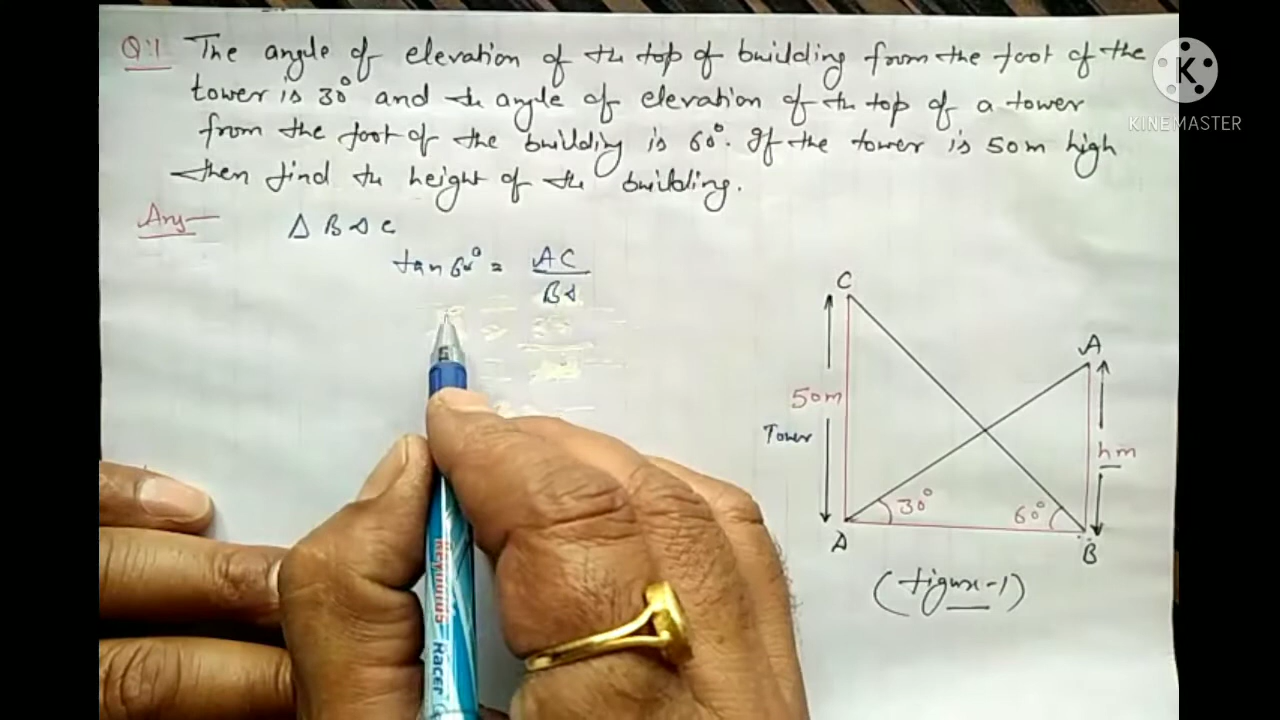 Q:1 The angle of elevation of the top of building from the foot of the
tower is 30° and the angle of elevation of the top of a tower
from the foot of the building is 60°. If the tower is 50m high
then find the height of the building.
Ans—
Δ B D C
tan 60° = AC
BD
C
A
50m
Tower
hm
30°
60°
D
B
(figure-1)
K
KINEMASTER
Reynolds Racer